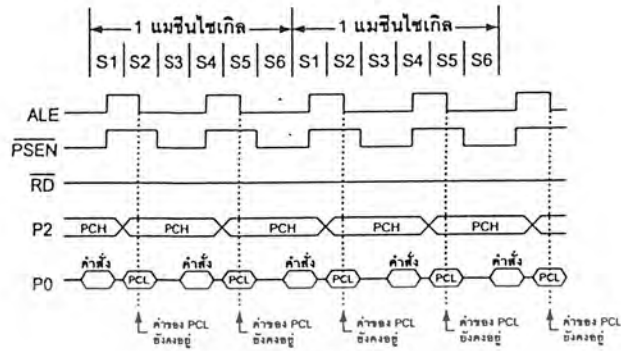 1 แมชีนไซเกิล 1 แมชีนไซเกิล
S1 S2 S3 S4 S5 S6 S1 S2 S3 S4 S5 S6
ALE
PSEN
RD
P2 PCH PCH PCH PCH PCH
คำสั่ง คำสั่ง คำสั่ง คำสั่ง คำสั่ง
P0 PCL PCL PCL PCL PCL
ค่าของ PCL ค่าของ PCL ค่าของ PCL ค่าของ PCL ค่าของ PCL
ยังคงอยู่ ยังคงอยู่ ยังคงอยู่ ยังคงอยู่ ยังคงอยู่